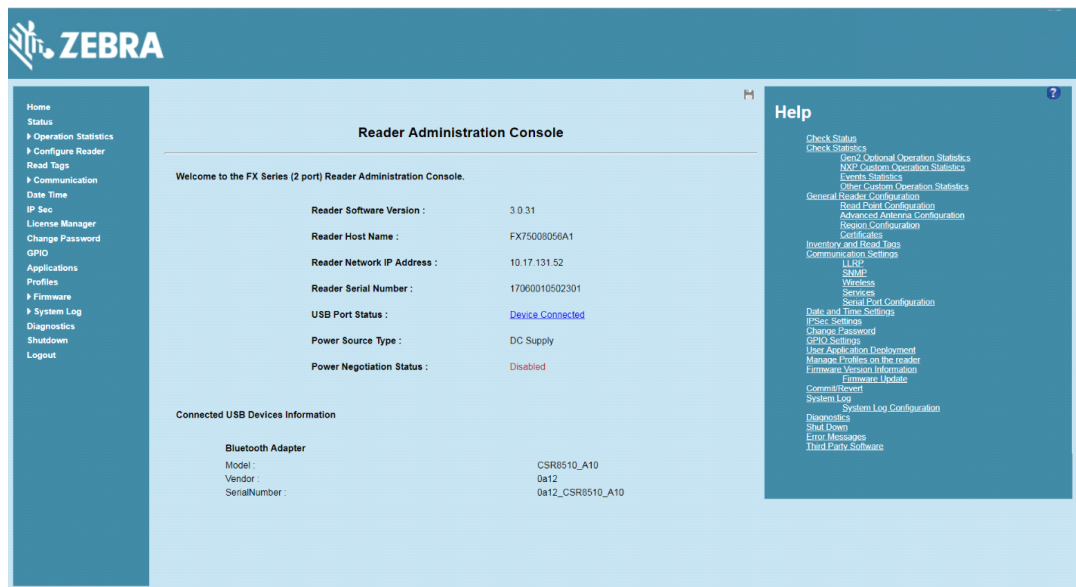 ZEBRA
Home
Status
Operation Statistics
Configure Reader
Read Tags
Communication
Date Time
IP Sec
License Manager
Change Password
GPIO
Applications
Profiles
Firmware
System Log
Diagnostics
Shutdown
Logout
Reader Administration Console
Welcome to the FX Series (2 port) Reader Administration Console.
Reader Software Version : 3.0.31
Reader Host Name : FX75008056A1
Reader Network IP Address : 10.17.131.52
Reader Serial Number : 17060010502301
USB Port Status : Device Connected
Power Source Type : DC Supply
Power Negotiation Status : Disabled
Connected USB Devices Information
Bluetooth Adapter
Model : CSR8510_A10
Vendor : 0a12
SerialNumber : 0a12_CSR8510_A10
?
Help
Check Status
Check Statistics
Gen2 Optional Operation Statistics
NXP Custom Operation Statistics
Events Statistics
Other Custom Operation Statistics
General Reader Configuration
Read Point Configuration
Advanced Antenna Configuration
Region Configuration
Certificates
Inventory and Read Tags
Communication Settings
LLRP
SNMP
Wireless
Services
Serial Port Configuration
Date and Time Settings
IPSec Settings
Change Password
GPIO Settings
User Application Deployment
Manage Profiles on the reader
Firmware Version Information
Firmware Update
Commit/Revert
System Log
System Log Configuration
Diagnostics
Shut Down
Error Messages
Third Party Software